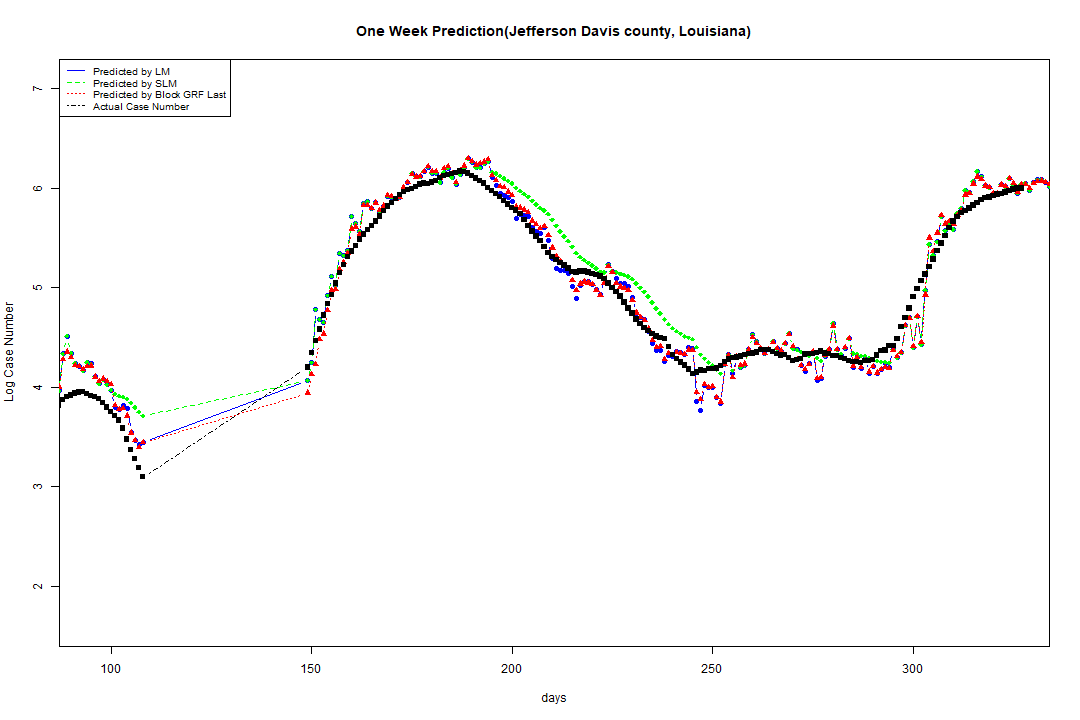 One Week Prediction(Jefferson Davis county, Louisiana)
Predicted by LM
Predicted by SLM
Predicted by Block GRF Last
Actual Case Number
7
6
5
4
3
2
Log Case Number
100 150 200 250 300
days